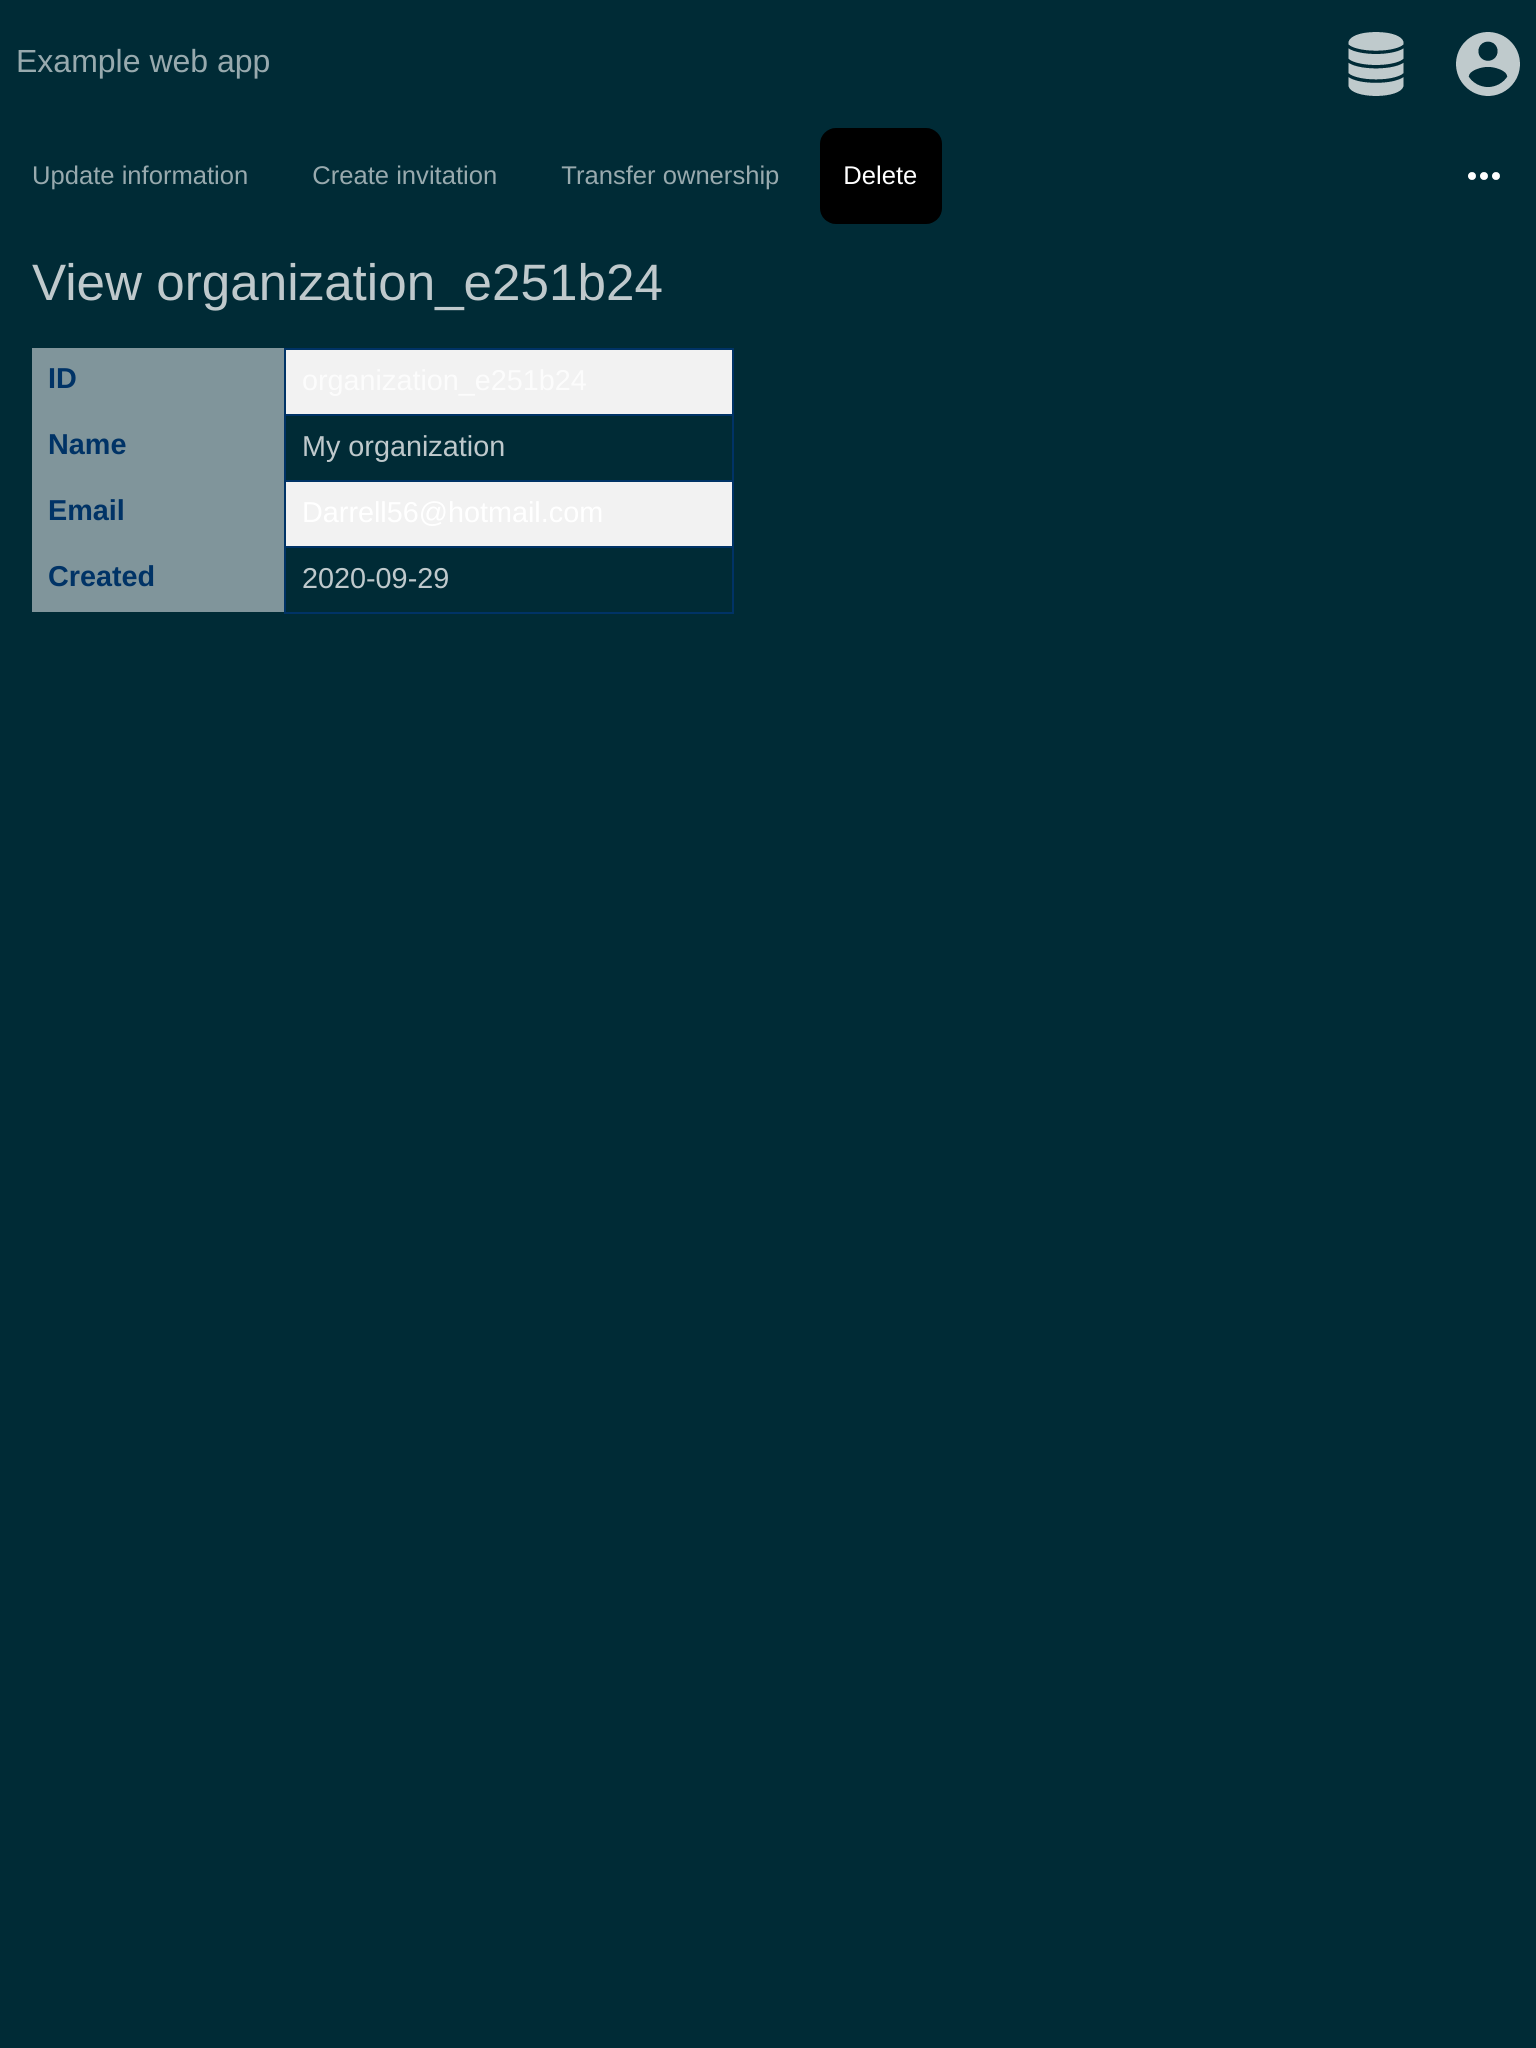 Example web app
Update information Create invitation Transfer ownership Delete
View organization_e251b24
ID organization_e251b24
Name My organization
Email Darrell56@hotmail.com
Created 2020-09-29